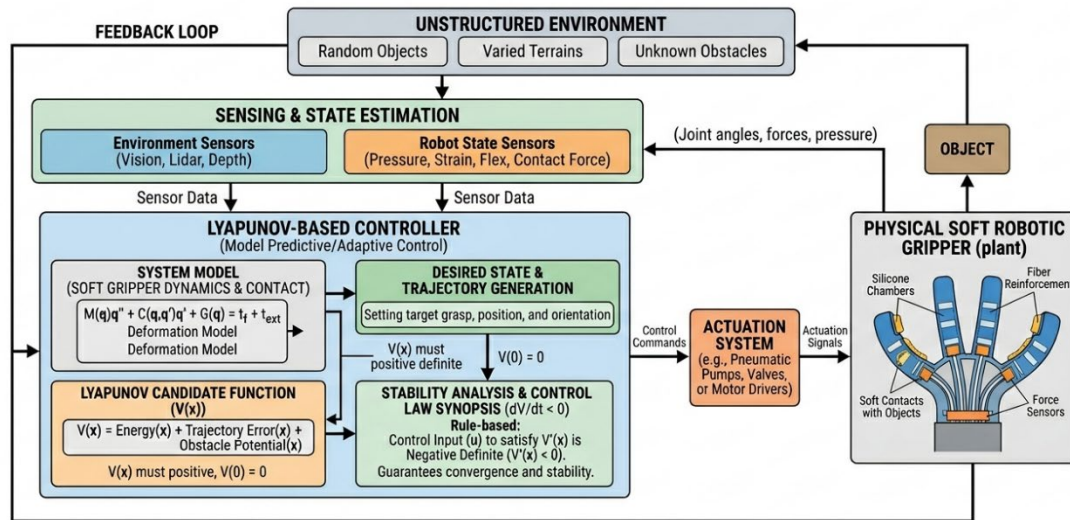 FEEDBACK LOOP
UNSTRUCTURED ENVIRONMENT
Random Objects
Varied Terrains
Unknown Obstacles
SENSING & STATE ESTIMATION
Environment Sensors
(Vision, Lidar, Depth)
Robot State Sensors
(Pressure, Strain, Flex, Contact Force)
(Joint angles, forces, pressure)
OBJECT
Sensor Data
Sensor Data
LYAPUNOV-BASED CONTROLLER
(Model Predictive/Adaptive Control)
SYSTEM MODEL
(SOFT GRIPPER DYNAMICS & CONTACT)
M(q)q" + C(q,q')q' + G(q) = t_f + t_ext
Deformation Model
Deformation Model
DESIRED STATE &
TRAJECTORY GENERATION
Setting target grasp, position, and orientation
V(x) must
positive definite
V(0) = 0
LYAPUNOV CANDIDATE FUNCTION
(V(x))
V(x) = Energy(x) + Trajectory Error(x) +
Obstacle Potential(x)
V(x) must positive, V(0) = 0
STABILITY ANALYSIS & CONTROL
LAW SYNOPSIS (dV/dt < 0)
Rule-based:
Control Input (u) to satisfy V'(x) is
Negative Definite (V'(x) < 0).
Guarantees convergence and stability.
Control
Commands
ACTUATION
SYSTEM
(e.g., Pneumatic
Pumps, Valves,
or Motor Drivers)
Actuation
Signals
PHYSICAL SOFT ROBOTIC
GRIPPER (plant)
Silicone
Chambers
Fiber
Reinforcement
Soft Contacts
with Objects
Force
Sensors